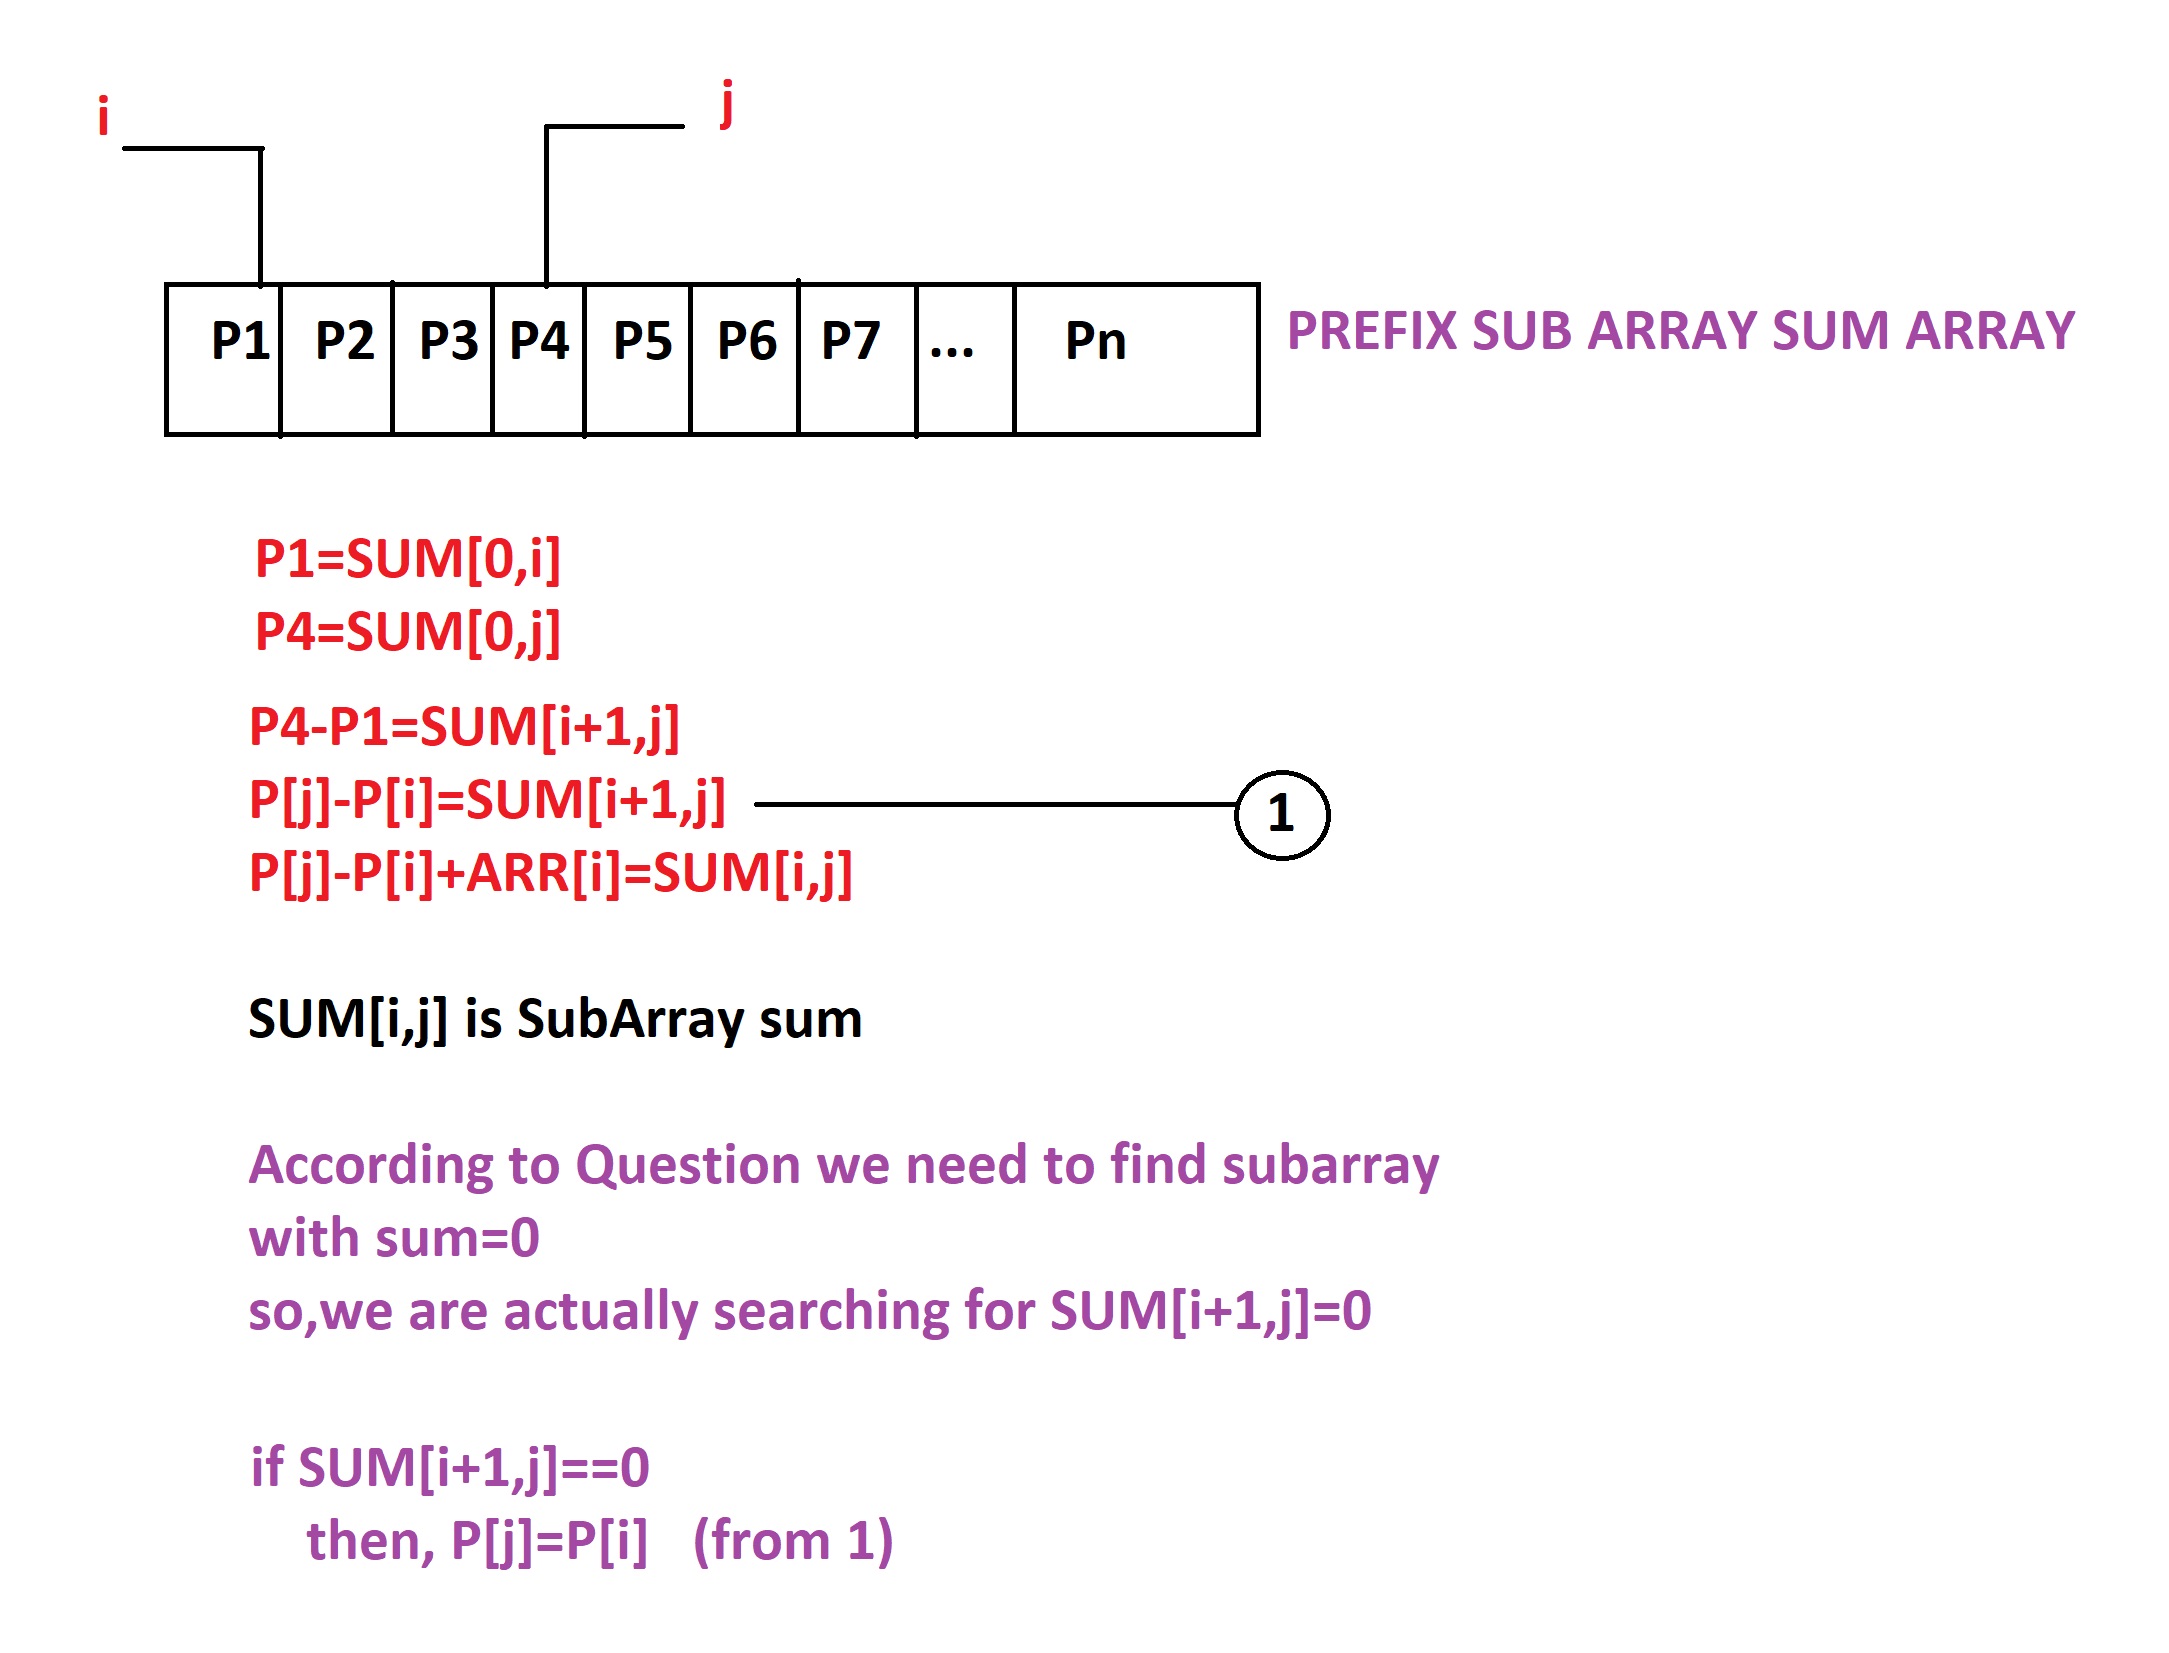 i
j
P1 P2 P3 P4 P5 P6 P7 ... Pn
PREFIX SUB ARRAY SUM ARRAY
P1=SUM[0,i]
P4=SUM[0,j]
P4-P1=SUM[i+1,j]
P[j]-P[i]=SUM[i+1,j]
1
P[j]-P[i]+ARR[i]=SUM[i,j]
SUM[i,j] is SubArray sum
According to Question we need to find subarray
with sum=0
so,we are actually searching for SUM[i+1,j]=0
if SUM[i+1,j]==0
then, P[j]=P[i] (from 1)